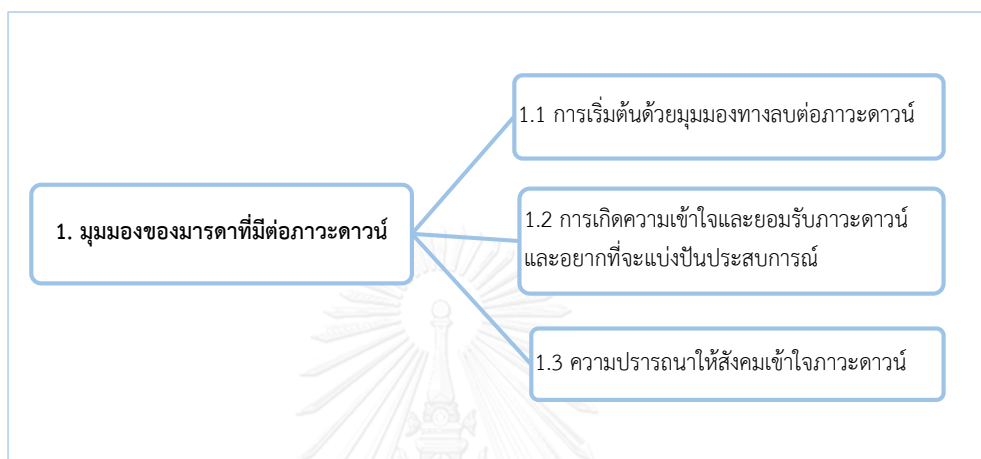 1. มุมมองของมารดาที่มีต่อภาวะดาวน์
1.1 การเริ่มต้นด้วยมุมมองทางลบต่อภาวะดาวน์
1.2 การเกิดความเข้าใจและยอมรับภาวะดาวน์
และอยากที่จะแบ่งปันประสบการณ์
1.3 ความปรารถนาให้สังคมเข้าใจภาวะดาวน์